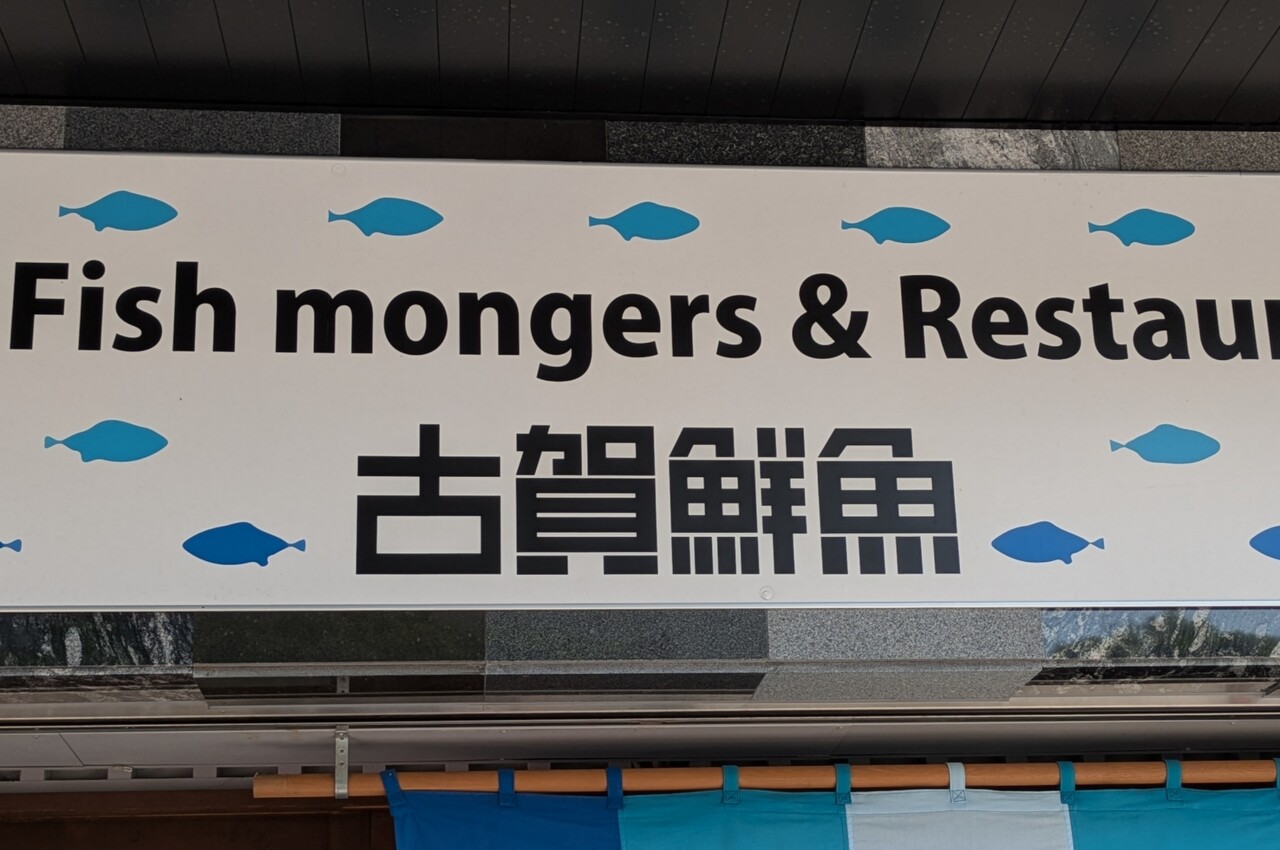 Fish mongers & Restaur
古賀鮮魚